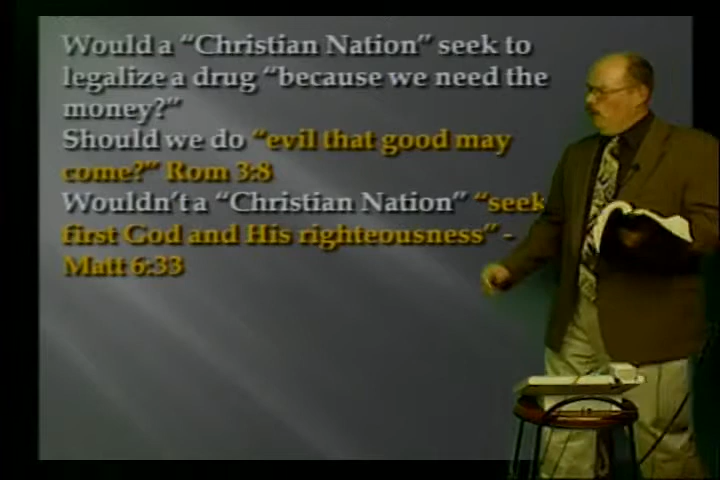 Would a “Christian Nation” seek to
legalize a drug “because we need the
money?”
Should we do “evil that good may
come?” Rom 3:8
Wouldn’t a “Christian Nation” “seek
first God and His righteousness” -
Matt 6:33